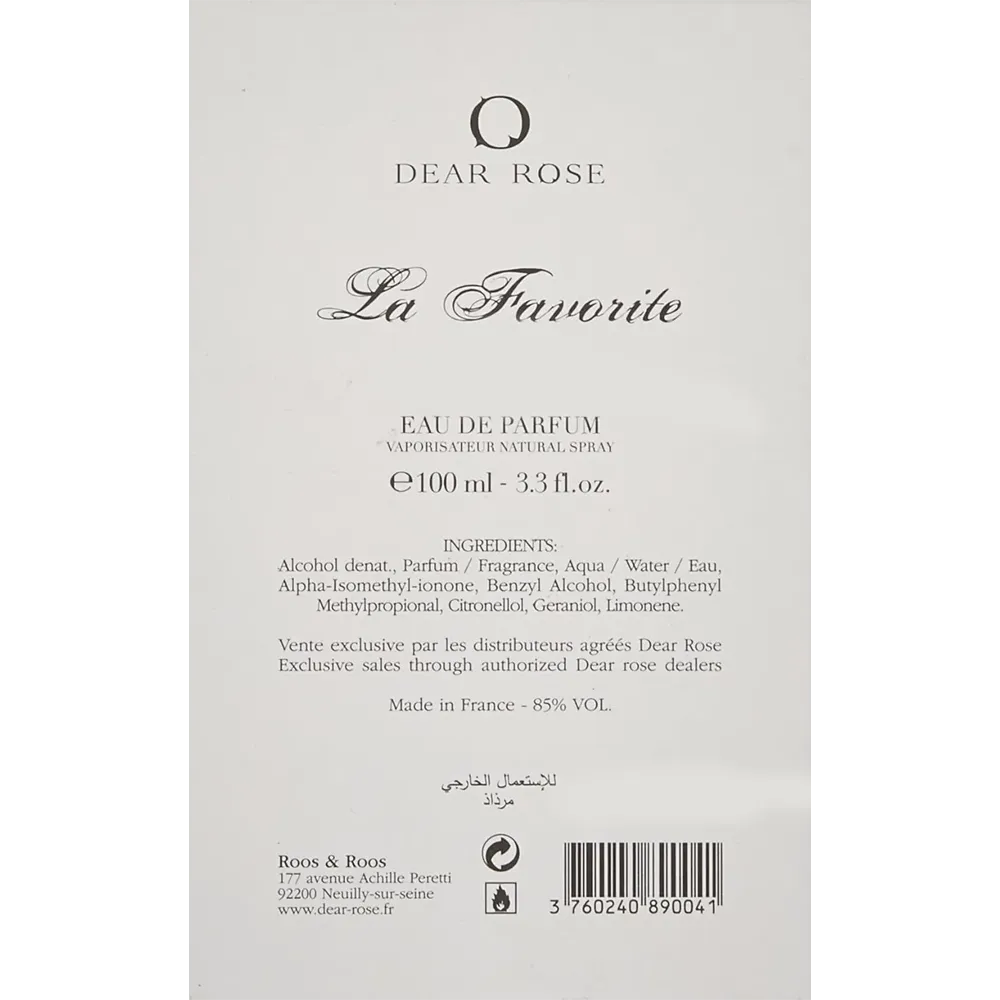 DEAR ROSE
La Favorite
EAU DE PARFUM
VAPORISATEUR NATURAL SPRAY
℮100 ml - 3.3 fl.oz.
INGREDIENTS:
Alcohol denat., Parfum / Fragrance, Aqua / Water / Eau,
Alpha-Isomethyl-ionone, Benzyl Alcohol, Butylphenyl
Methylpropional, Citronellol, Geraniol, Limonene.
Vente exclusive par les distributeurs agréés Dear Rose
Exclusive sales through authorized Dear rose dealers
Made in France - 85% VOL.
للإستعمال الخارجي
مرذاذ
Roos & Roos
177 avenue Achille Peretti
92200 Neuilly-sur-seine
www.dear-rose.fr
3 760240 890041